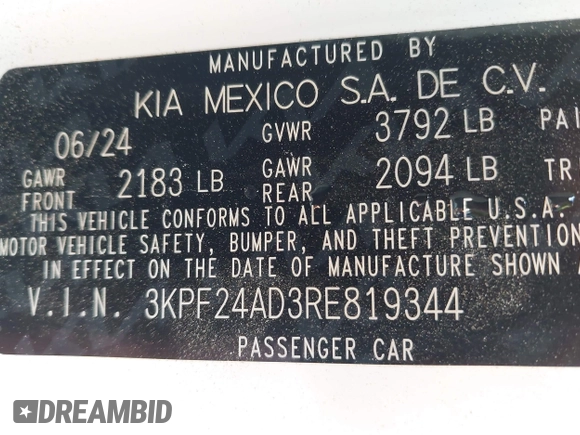 MANUFACTURED BY
KIA MEXICO S.A. DE C.V.
06/24 GVWR 3792 LB PAI
GAWR FRONT 2183 LB GAWR REAR 2094 LB TR
THIS VEHICLE CONFORMS TO ALL APPLICABLE U.S.A.
MOTOR VEHICLE SAFETY, BUMPER, AND THEFT PREVENTION
IN EFFECT ON THE DATE OF MANUFACTURE SHOWN A
V.I.N. 3KPF24AD3RE819344
PASSENGER CAR
DREAMBID